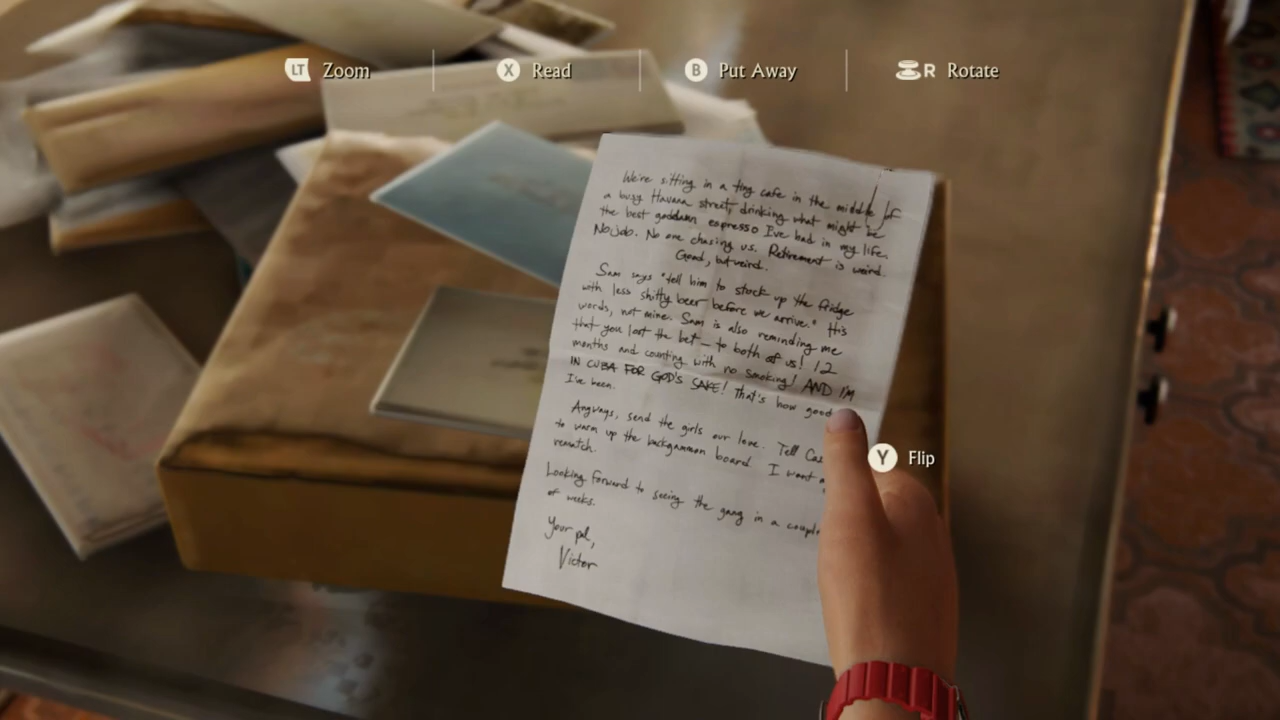 LT Zoom
X Read
B Put Away
R Rotate
We're sitting in a tiny cafe in the middle of
a busy Havana street, drinking what might be
the best goddamn espresso I've had in my life.
No job. No one chasing us. Retirement is weird.
Good, but weird.
Sam says "tell him to stock up the fridge
with less shitty beer before we arrive." His
words, not mine. Sam is also reminding me
that you lost the bet — to both of us! 12
months and counting with no smoking! AND I'M
IN CUBA FOR GOD'S SAKE! That's how good
I've been.
Anyways, send the girls our love. Tell Cas
to warm up the backgammon board. I want a
rematch.
Looking forward to seeing the gang in a couple
of weeks.
Your pal,
Victor
Y Flip